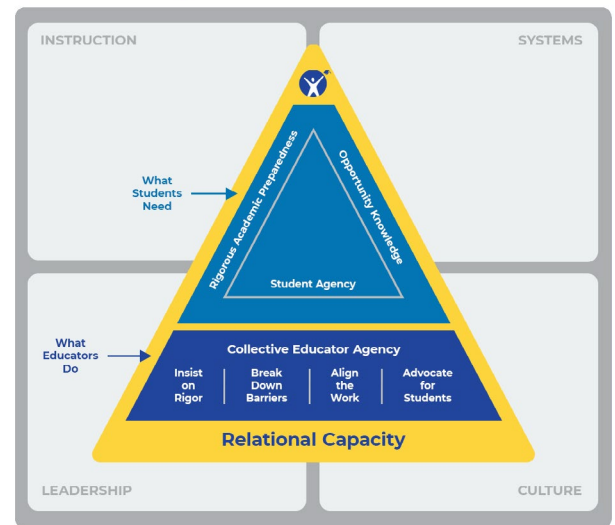 INSTRUCTION
SYSTEMS
What
Students
Need
Rigorous Academic Preparedness
Opportunity Knowledge
Student Agency
What
Educators
Do
Collective Educator Agency
Insist
on
Rigor
Break
Down
Barriers
Align
the
Work
Advocate
for
Students
Relational Capacity
LEADERSHIP
CULTURE